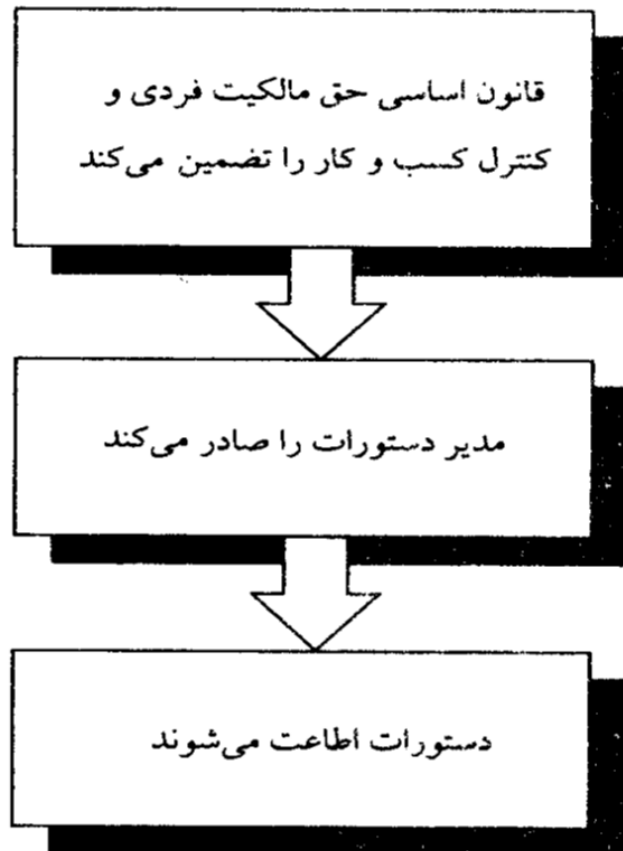 قانون اساسی حق مالکیت فردی و
کنترل کسب و کار را تضمین می‌کند
مدیر دستورات را صادر می‌کند
دستورات اطاعت می‌شوند